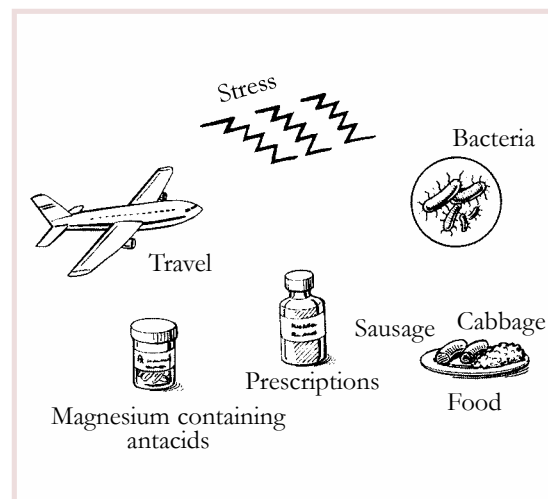 Stress
Bacteria
Travel
Sausage
Cabbage
Prescriptions
Food
Magnesium containing
antacids